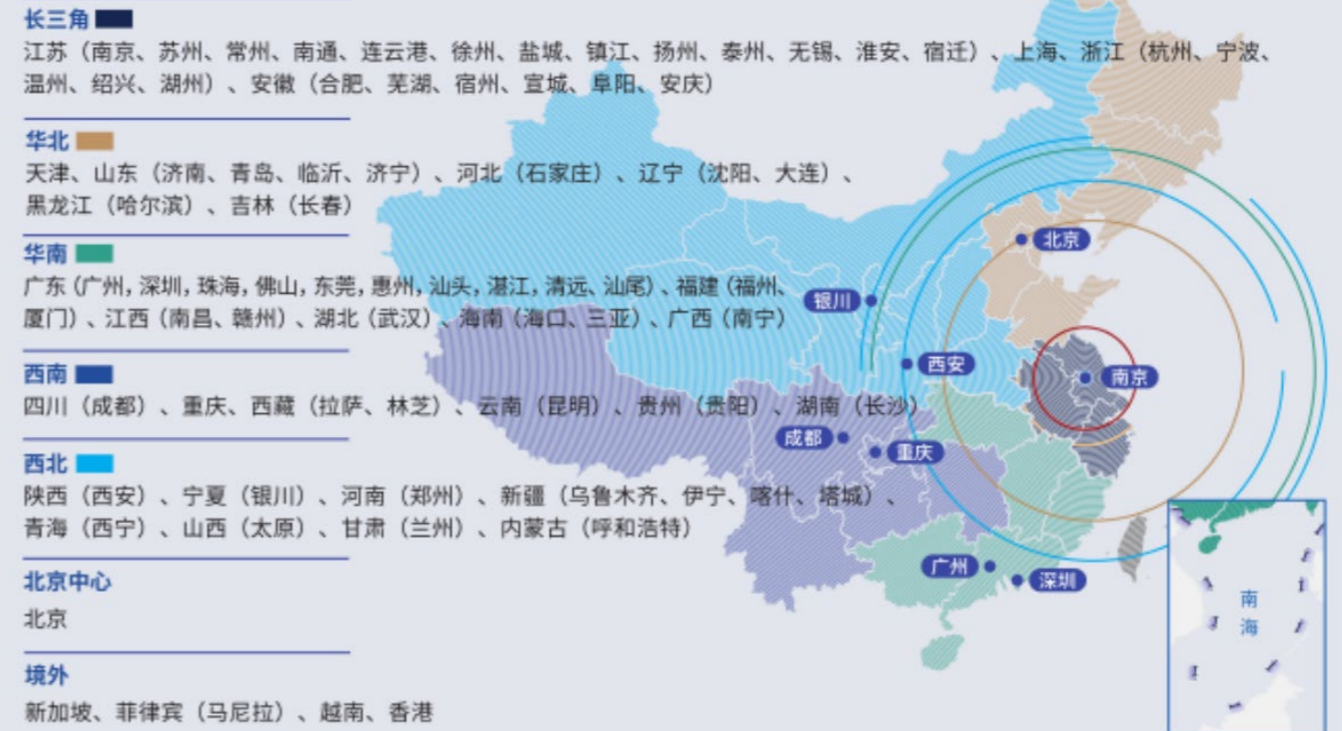 长三角
江苏（南京、苏州、常州、南通、连云港、徐州、盐城、镇江、扬州、泰州、无锡、淮安、宿迁）、上海、浙江（杭州、宁波、
温州、绍兴、湖州）、安徽（合肥、芜湖、宿州、宣城、阜阳、安庆）
华北
天津、山东（济南、青岛、临沂、济宁）、河北（石家庄）、辽宁（沈阳、大连）、
黑龙江（哈尔滨）、吉林（长春）
华南
广东（广州，深圳，珠海，佛山，东莞，惠州，汕头，湛江，清远、汕尾）、福建（福州、
厦门）、江西（南昌、赣州）、湖北（武汉）、海南（海口、三亚）、广西（南宁）
西南
四川（成都）、重庆、西藏（拉萨、林芝）、云南（昆明）、贵州（贵阳）、湖南（长沙）
西北
陕西（西安）、宁夏（银川）、河南（郑州）、新疆（乌鲁木齐、伊宁、喀什、塔城）、
青海（西宁）、山西（太原）、甘肃（兰州）、内蒙古（呼和浩特）
北京中心
北京
境外
新加坡、菲律宾（马尼拉）、越南、香港
北京
银川
西安
南京
成都
重庆
广州
深圳
南
海